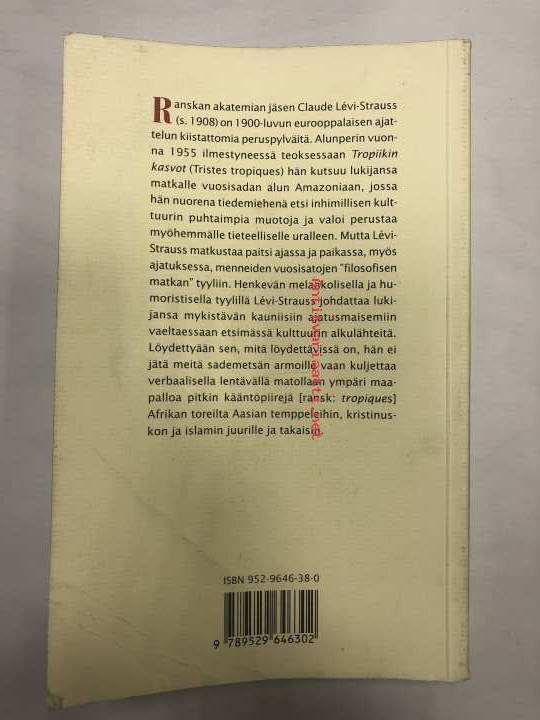 Ranskan akatemian jäsen Claude Lévi-Strauss
(s. 1908) on 1900-luvun eurooppalaisen ajat-
telun kiistattomia peruspylväitä. Alunperin vuon-
na 1955 ilmestyneessä teoksessaan Tropiikin
kasvot (Tristes tropiques) hän kutsuu lukijansa
matkalle vuosisadan alun Amazoniaan, jossa
hän nuorena tiedemiehenä etsi inhimillisen kult-
tuurin puhtaimpia muotoja ja valoi perustaa
myöhemmälle tieteelliselle uralleen. Mutta Lévi-
Strauss matkustaa paitsi ajassa ja paikassa, myös
ajatuksessa, menneiden vuosisatojen "filosofisen
matkan" tyyliin. Henkevän melankolisella ja hu-
moristisella tyylillä Lévi-Strauss johdattaa luki-
jansa mykistävän kauniisiin ajatusmaisemiin
vaeltaessaan etsimässä kulttuurin alkulähteitä.
Löydettyään sen, mitä löydettävissä on, hän ei
jätä meitä sademetsän armoille vaan kuljettaa
verbaalisella lentävällä matollaan ympäri maa-
palloa pitkin kääntöpiirejä [ransk: tropiques]
Afrikan toreilta Aasian temppeleihin, kristinus-
kon ja islamin juurille ja takaisin.
antikvariaatti.net
ISBN 952-9646-38-0
9 789529 646302